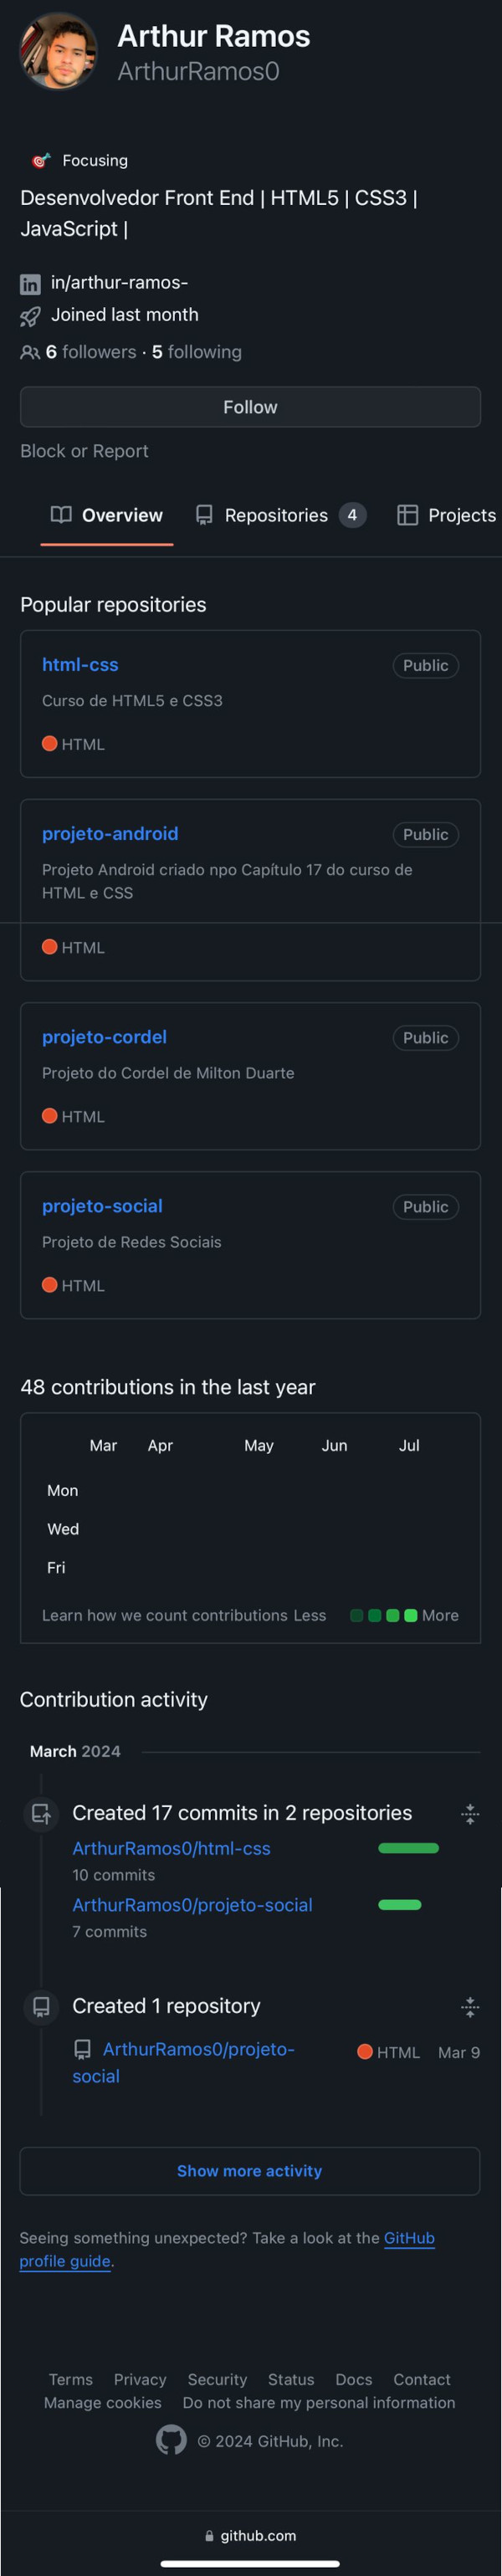 Arthur Ramos
ArthurRamos0
Focusing
Desenvolvedor Front End | HTML5 | CSS3 |
JavaScript |
in/arthur-ramos-
Joined last month
6 followers · 5 following
Follow
Block or Report
Overview Repositories 4 Projects
Popular repositories
html-css Public
Curso de HTML5 e CSS3
HTML
projeto-android Public
Projeto Android criado npo Capítulo 17 do curso de
HTML e CSS
HTML
projeto-cordel Public
Projeto do Cordel de Milton Duarte
HTML
projeto-social Public
Projeto de Redes Sociais
HTML
48 contributions in the last year
Mar Apr May Jun Jul
Mon
Wed
Fri
Learn how we count contributions Less More
Contribution activity
March 2024
Created 17 commits in 2 repositories
ArthurRamos0/html-css
10 commits
ArthurRamos0/projeto-social
7 commits
Created 1 repository
ArthurRamos0/projeto- HTML Mar 9
social
Show more activity
Seeing something unexpected? Take a look at the GitHub
profile guide.
Terms Privacy Security Status Docs Contact
Manage cookies Do not share my personal information
© 2024 GitHub, Inc.
github.com